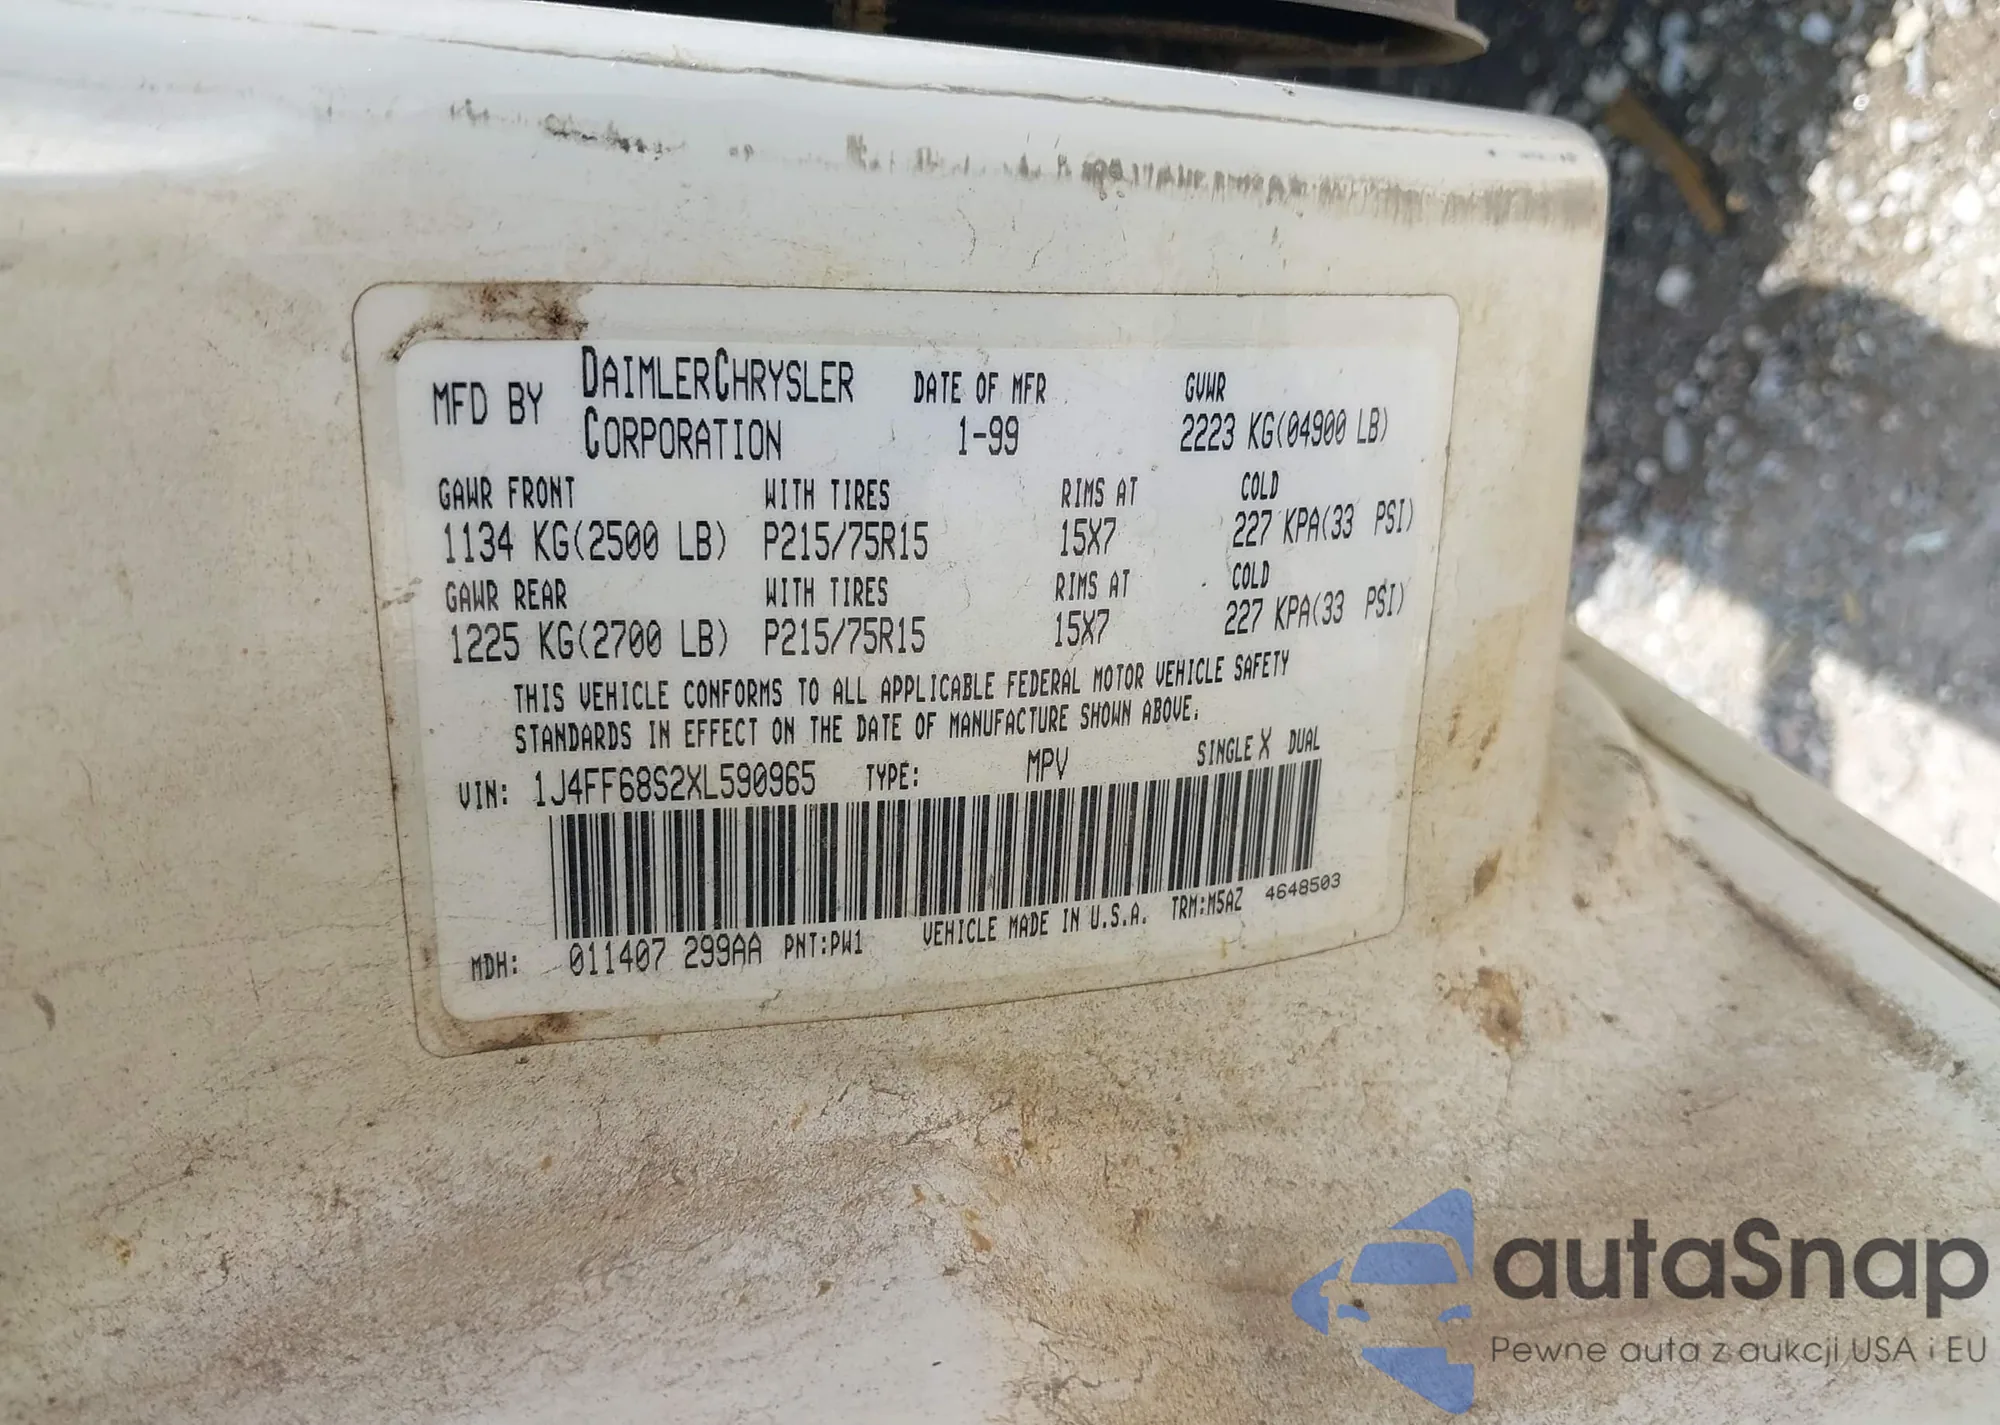 MFD BY DAIMLERCHRYSLER CORPORATION DATE OF MFR 1-99 GVWR 2223 KG(04900 LB)
GAWR FRONT WITH TIRES RIMS AT COLD
1134 KG(2500 LB) P215/75R15 15X7 227 KPA(33 PSI)
GAWR REAR WITH TIRES RIMS AT COLD
1225 KG(2700 LB) P215/75R15 15X7 227 KPA(33 PSI)
THIS VEHICLE CONFORMS TO ALL APPLICABLE FEDERAL MOTOR VEHICLE SAFETY
STANDARDS IN EFFECT ON THE DATE OF MANUFACTURE SHOWN ABOVE.
VIN: 1J4FF68S2XL590965 TYPE: MPV SINGLE X DUAL
MDH: 011407 299AA PNT:PW1 VEHICLE MADE IN U.S.A. TRM:M5AZ 4648503
autaSnap
Pewne auta z aukcji USA i EU